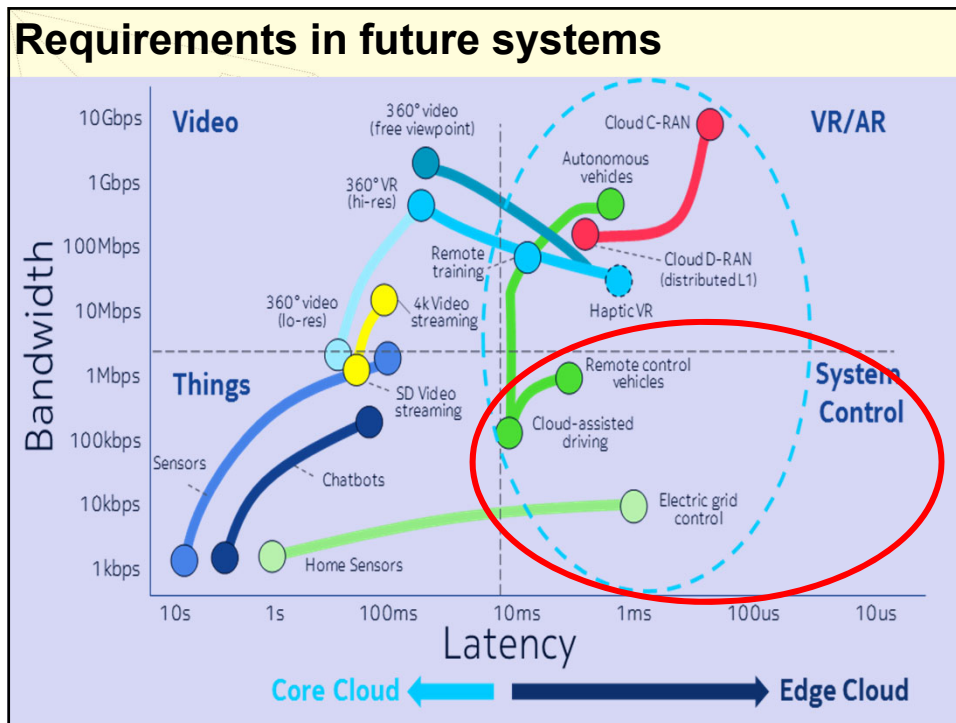 Requirements in future systems
Video
VR/AR
Things
System
Control
Bandwidth
10Gbps
1Gbps
100Mbps
10Mbps
1Mbps
100kbps
10kbps
1kbps
360° video
(free viewpoint)
Cloud C-RAN
Autonomous
vehicles
360° VR
(hi-res)
Remote
training
Cloud D-RAN
(distributed L1)
360° video
(lo-res)
4k Video
streaming
Haptic VR
SD Video
streaming
Remote control
vehicles
Cloud-assisted
driving
Sensors
Chatbots
Electric grid
control
Home Sensors
10s
1s
100ms
10ms
1ms
100us
10us
Latency
Core Cloud
Edge Cloud